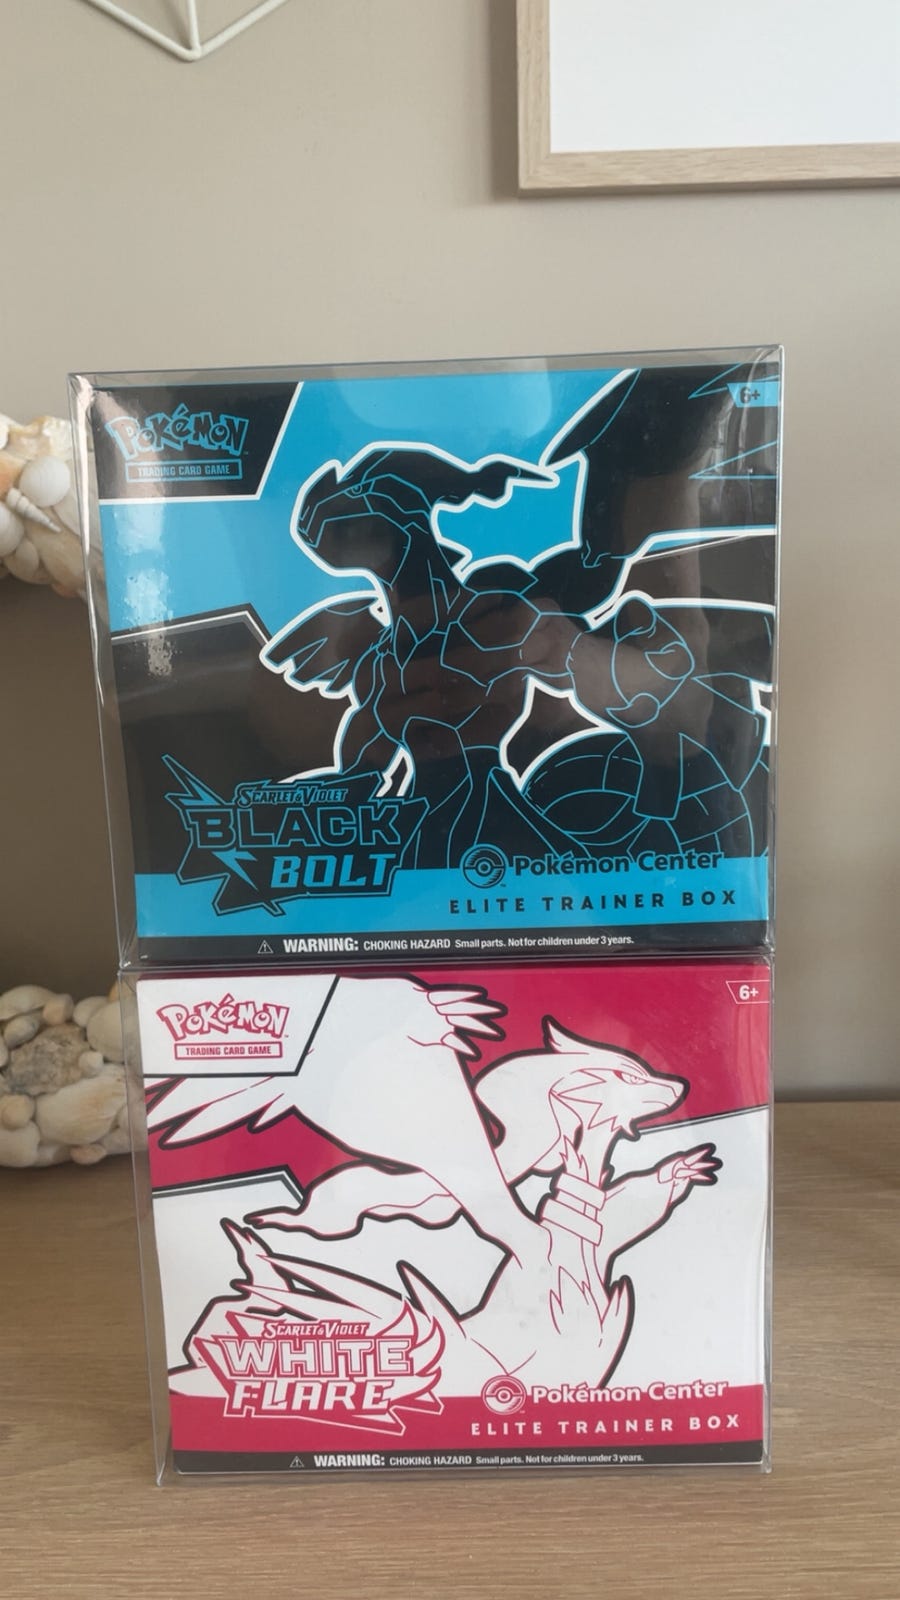 Pokémon
TRADING CARD GAME
6+
SCARLET & VIOLET
BLACK
BOLT
Pokémon Center
ELITE TRAINER BOX
WARNING: CHOKING HAZARD Small parts. Not for children under 3 years.
Pokémon
TRADING CARD GAME
6+
SCARLET & VIOLET
WHITE
FLARE
Pokémon Center
ELITE TRAINER BOX
WARNING: CHOKING HAZARD Small parts. Not for children under 3 years.